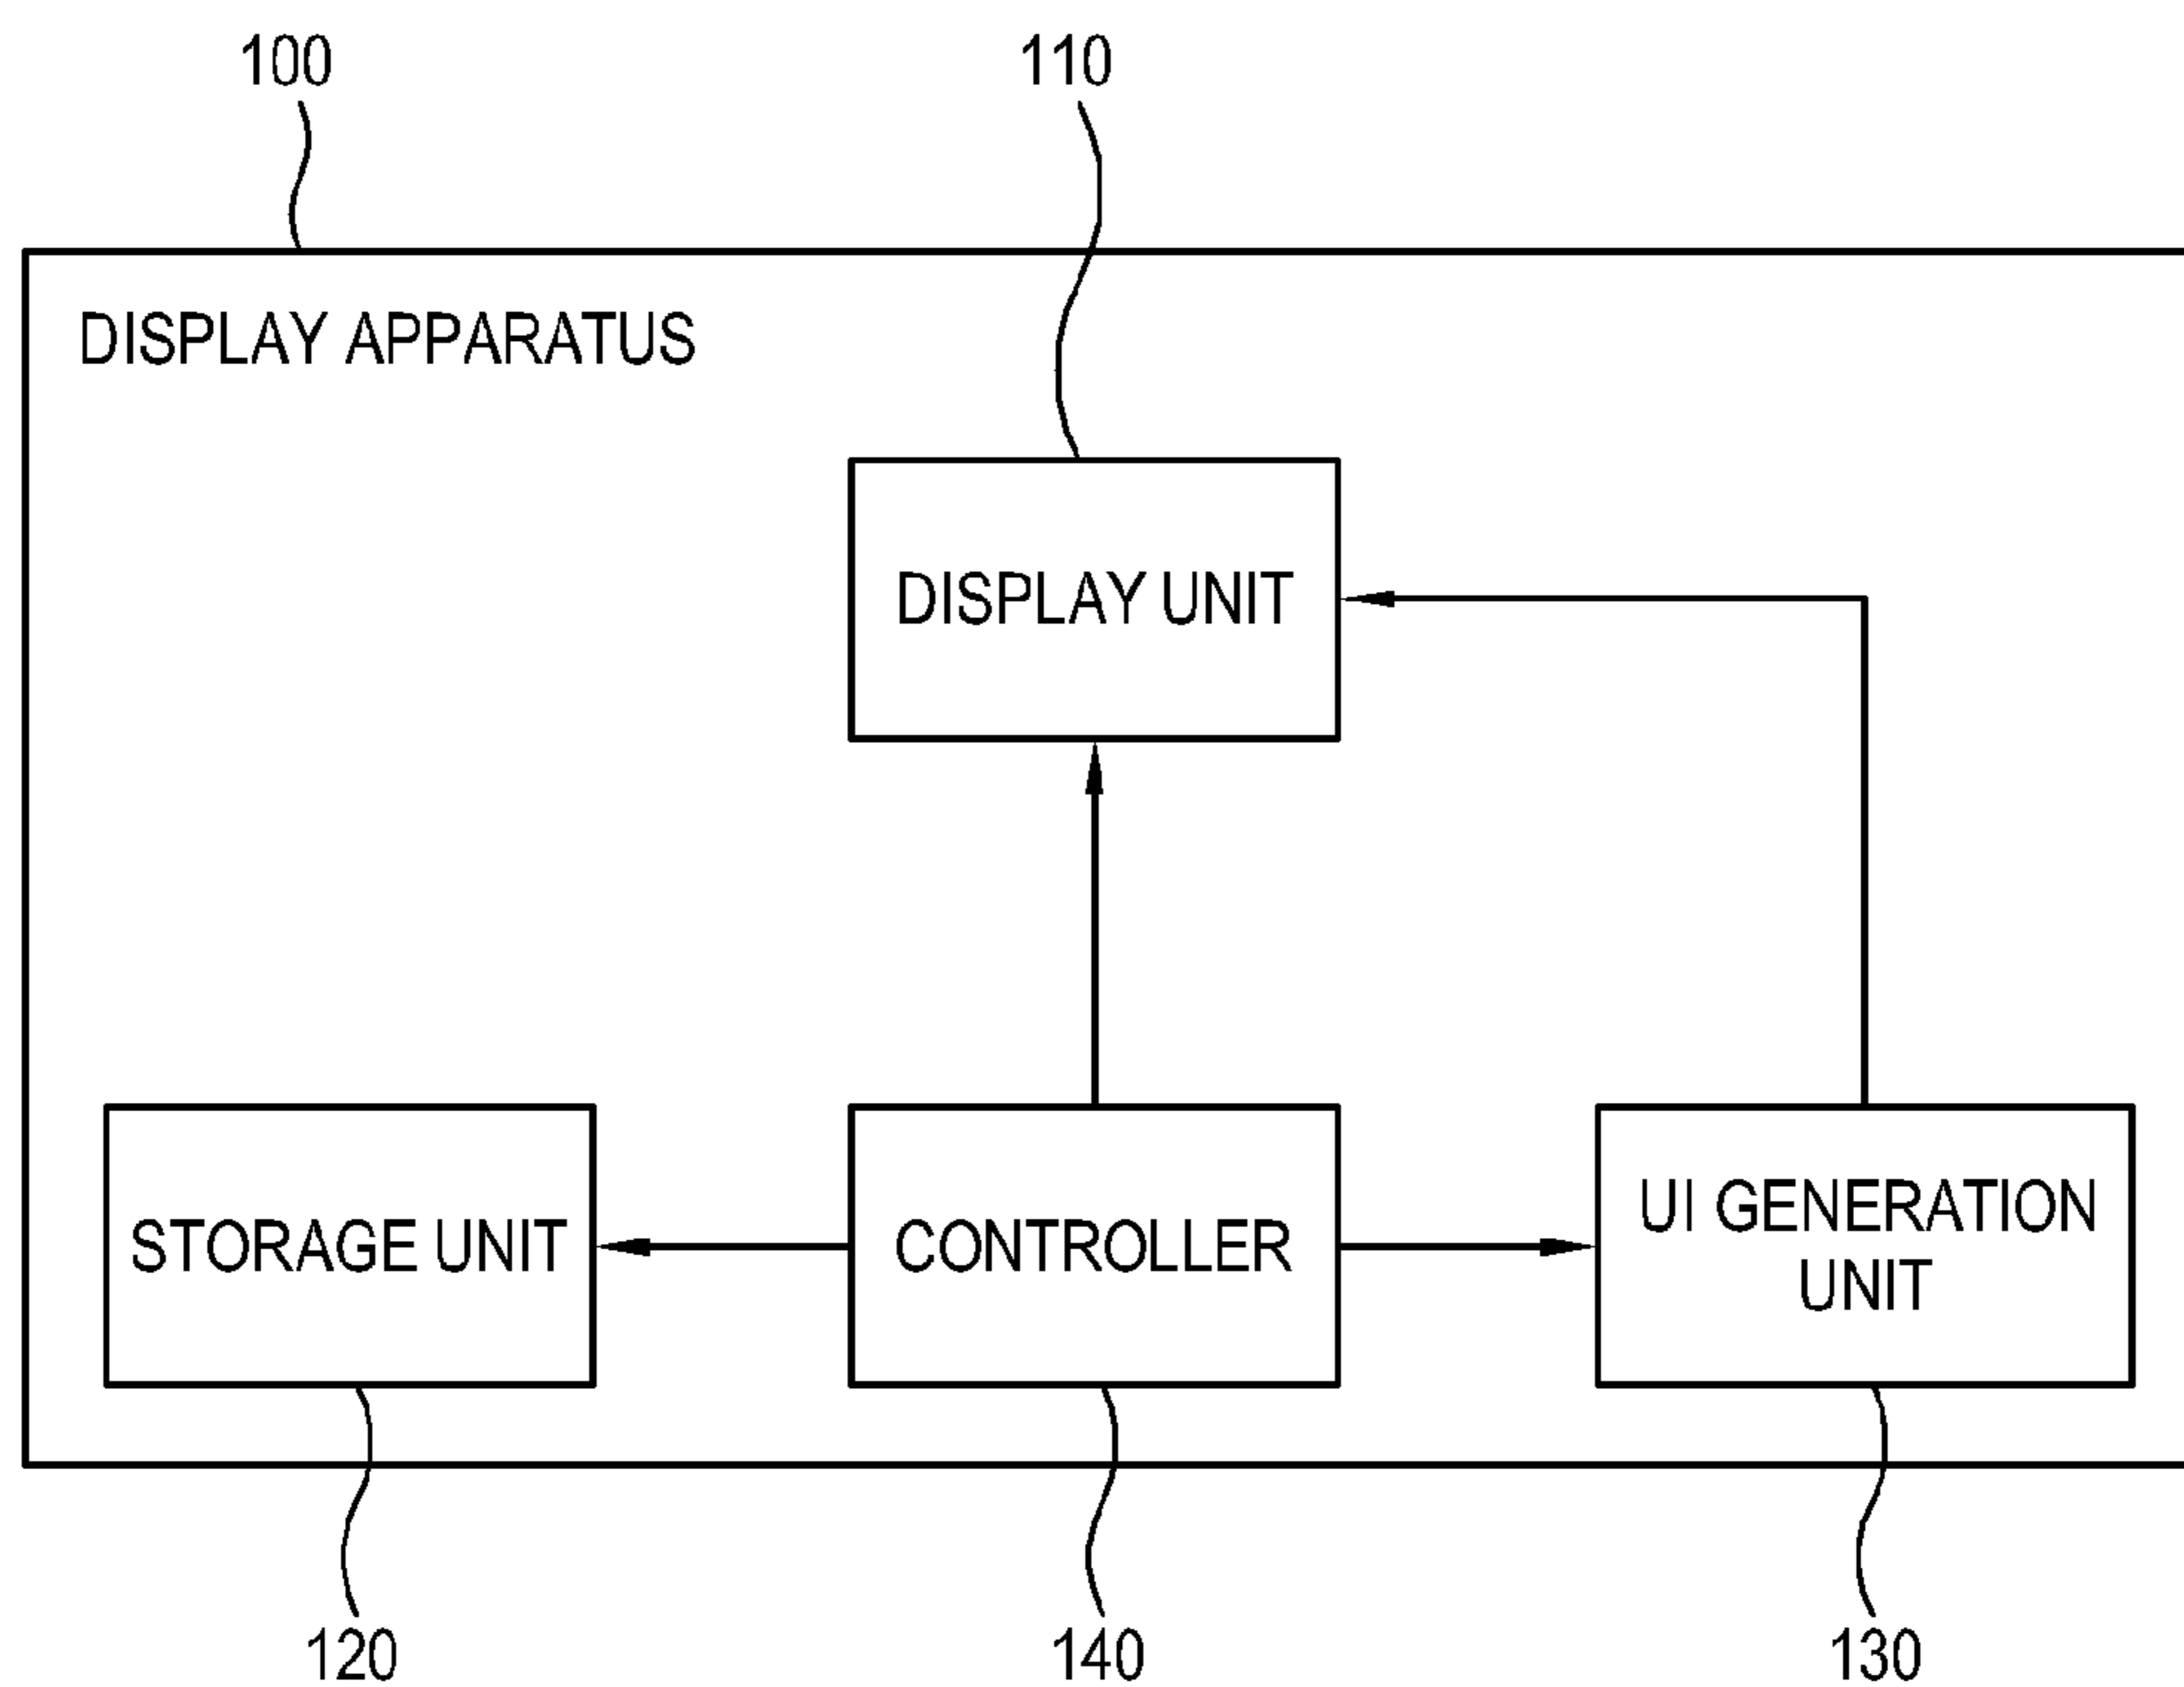 100
110
DISPLAY APPARATUS
DISPLAY UNIT
STORAGE UNIT
CONTROLLER
UI GENERATION
UNIT
120
140
130